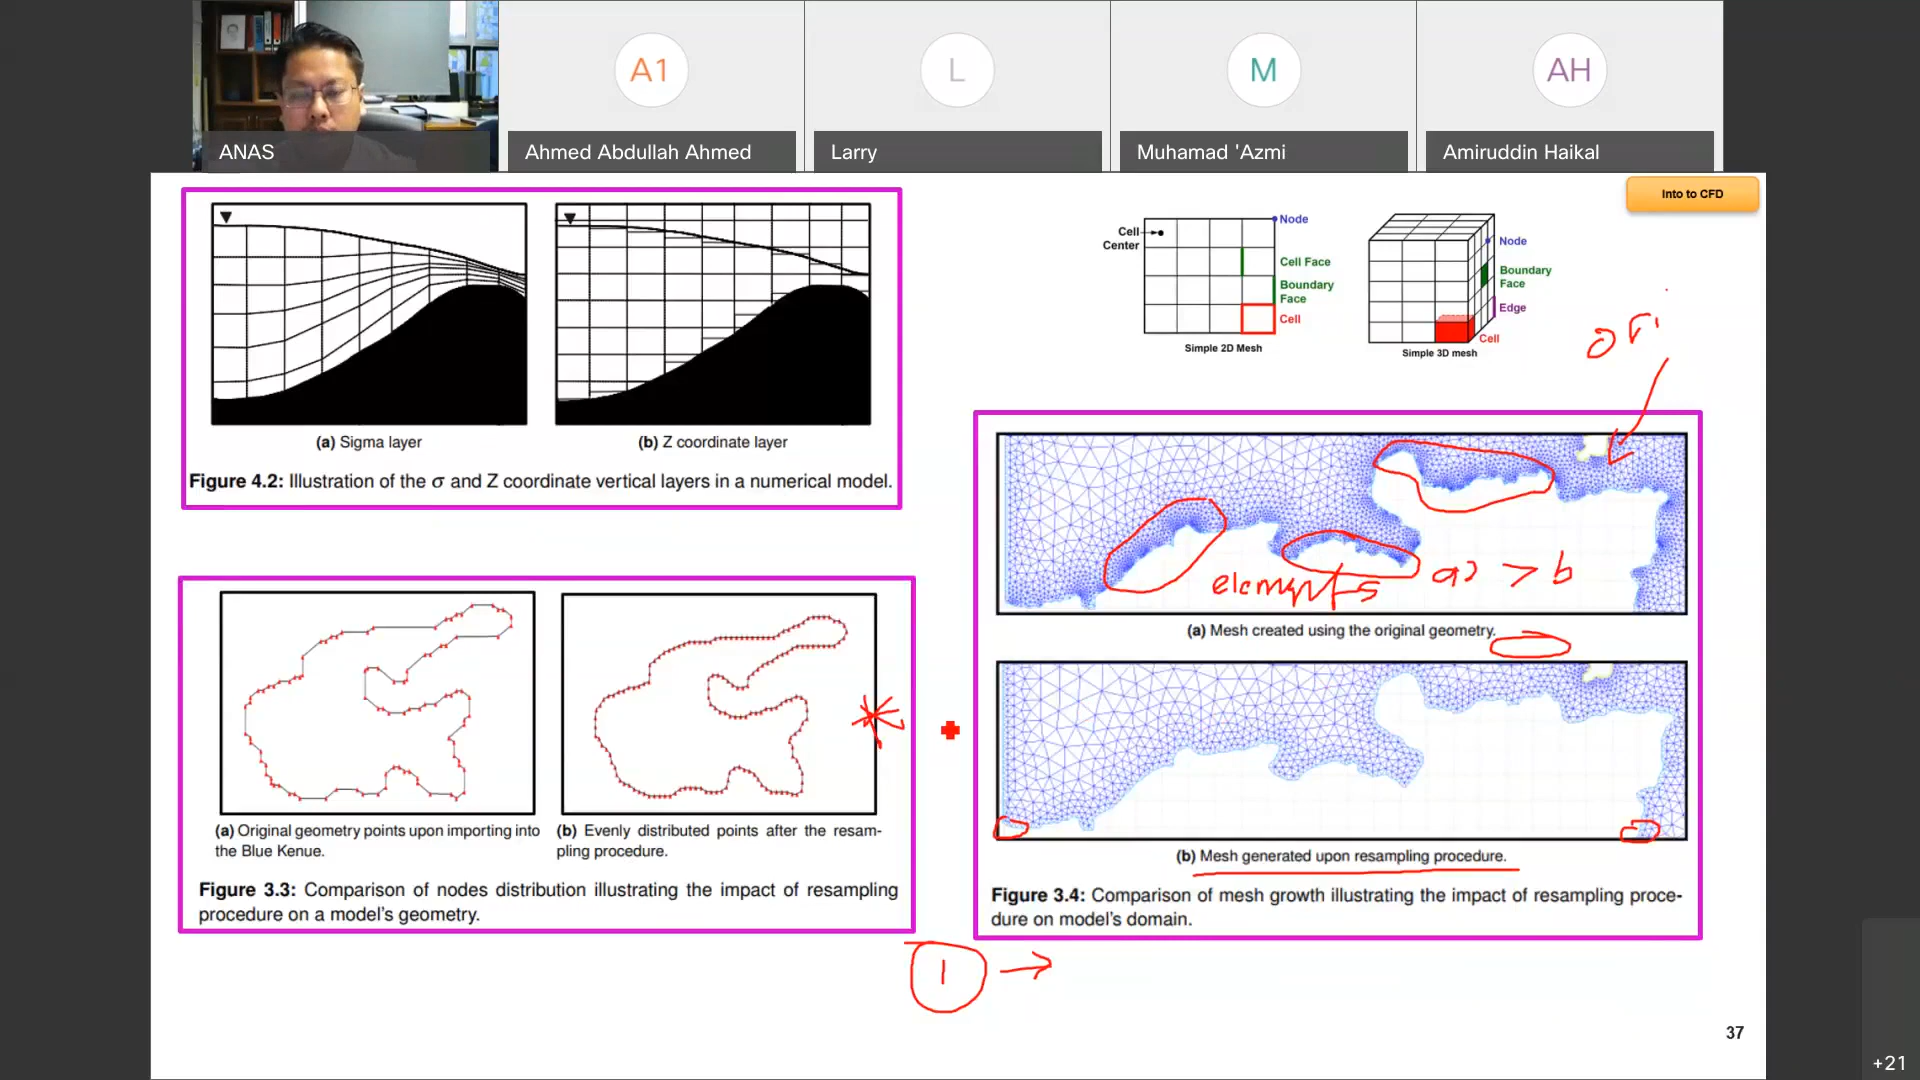 A1
L
M
AH
ANAS
Ahmed Abdullah Ahmed
Larry
Muhamad 'Azmi
Amiruddin Haikal
Into to CFD
(a) Sigma layer
(b) Z coordinate layer
Figure 4.2: Illustration of the σ and Z coordinate vertical layers in a numerical model.
Cell
Center
Node
Cell Face
Boundary
Face
Cell
Simple 2D Mesh
Node
Boundary
Face
Edge
Cell
Simple 3D mesh
ori
elements a) > b
(a) Mesh created using the original geometry.
(b) Mesh generated upon resampling procedure.
Figure 3.4: Comparison of mesh growth illustrating the impact of resampling proce-
dure on model's domain.
(a) Original geometry points upon importing into
the Blue Kenue.
(b) Evenly distributed points after the resam-
pling procedure.
Figure 3.3: Comparison of nodes distribution illustrating the impact of resampling
procedure on a model's geometry.
1 →
37
+21